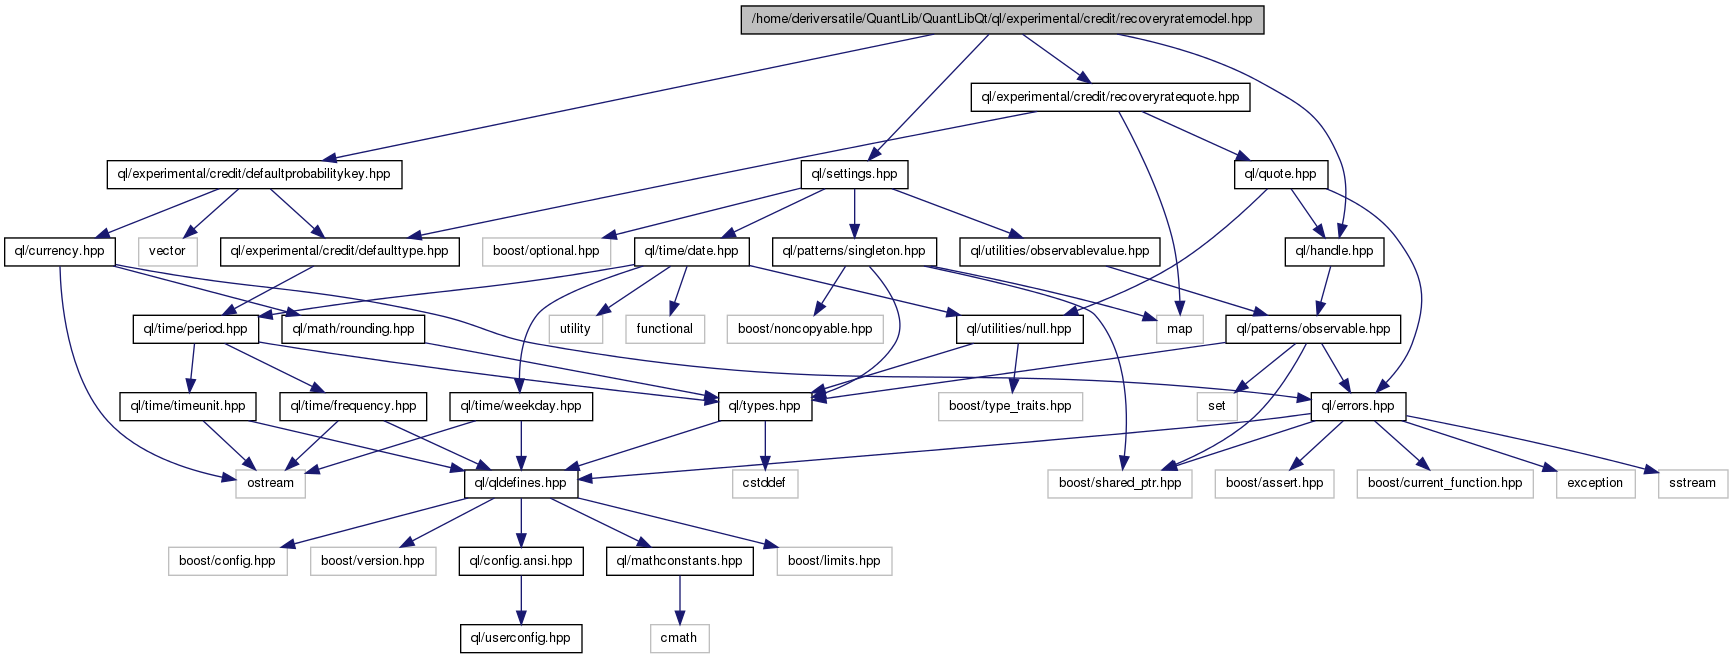 /home/deriversatile/QuantLib/QuantLibQt/ql/experimental/credit/recoveryratemodel.hpp
ql/experimental/credit/recoveryratequote.hpp
ql/experimental/credit/defaultprobabilitykey.hpp
ql/settings.hpp
ql/quote.hpp
ql/currency.hpp
vector
ql/experimental/credit/defaulttype.hpp
boost/optional.hpp
ql/time/date.hpp
ql/patterns/singleton.hpp
ql/utilities/observablevalue.hpp
ql/handle.hpp
ql/time/period.hpp
ql/math/rounding.hpp
utility
functional
boost/noncopyable.hpp
ql/utilities/null.hpp
map
ql/patterns/observable.hpp
ql/time/timeunit.hpp
ql/time/frequency.hpp
ql/time/weekday.hpp
ql/types.hpp
boost/type_traits.hpp
set
ql/errors.hpp
ostream
ql/qldefines.hpp
cstddef
boost/shared_ptr.hpp
boost/assert.hpp
boost/current_function.hpp
exception
sstream
boost/config.hpp
boost/version.hpp
ql/config.ansi.hpp
ql/mathconstants.hpp
boost/limits.hpp
ql/userconfig.hpp
cmath